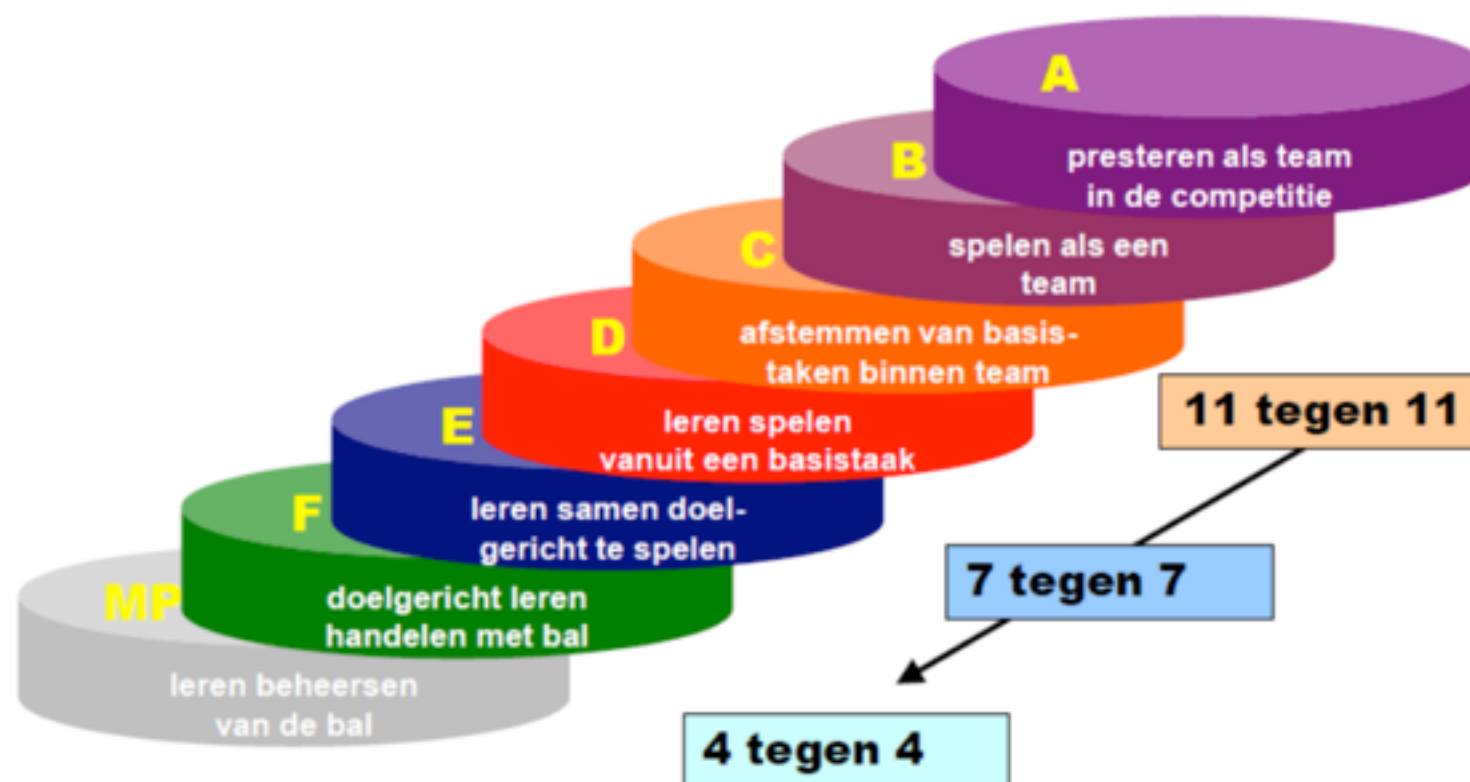 A
presteren als team
in de competitie
B
spelen als een
team
C
afstemmen van basis-
taken binnen team
D
leren spelen
vanuit een basistaak
E
leren samen doel-
gericht te spelen
F
doelgericht leren
handelen met bal
MP
leren beheersen
van de bal
11 tegen 11
7 tegen 7
4 tegen 4